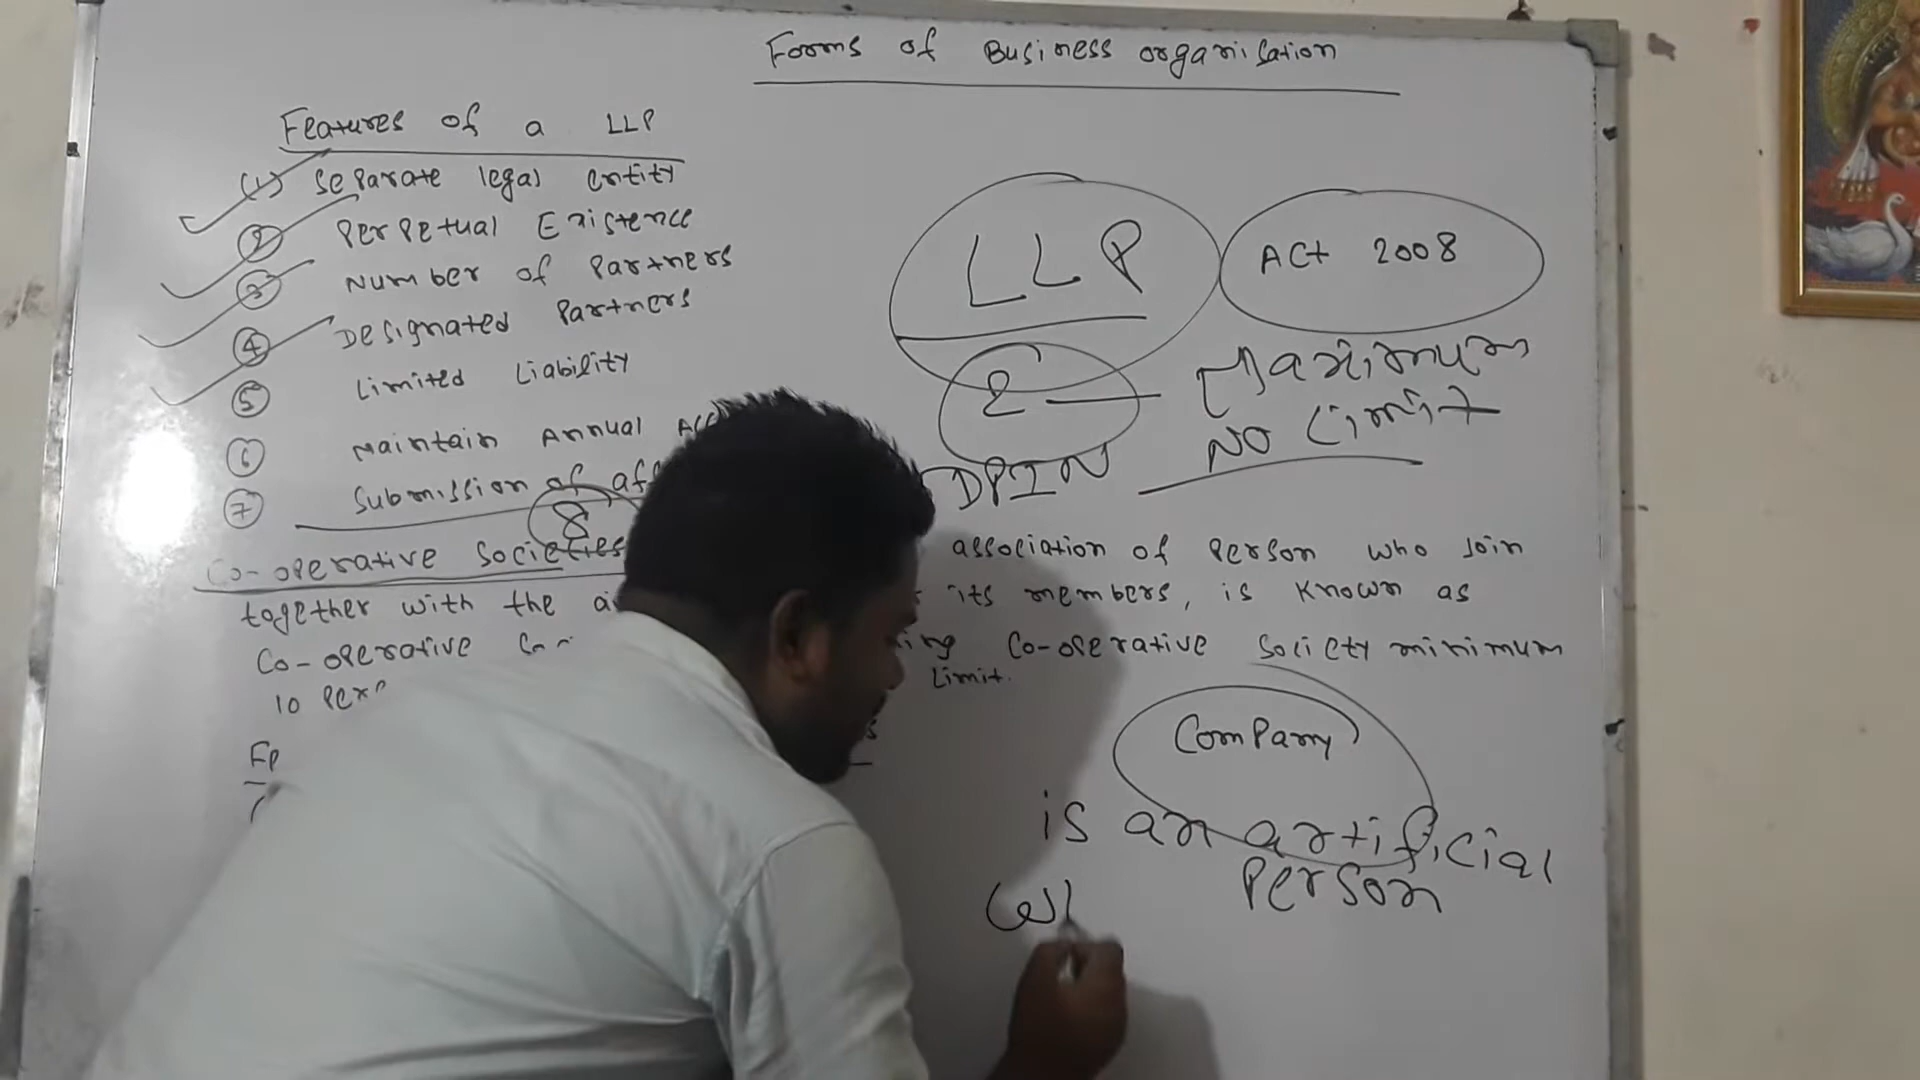 Forms of Business organisation
Features of a LLP
(1) Separate legal entity
② Perpetual Existence
③ Number of Partners
④ Designated Partners
⑤ Limited Liability
⑥ Maintain Annual
⑦ Submission of
8
LLP
Act 2008
2 — Maximum
No Limit
DPIN
Co-operative Societies association of Person who Join
together with the its members, is Known as
Co-operative Co-operative Society minimum
10 Limit.
Company
is an artificial
Person